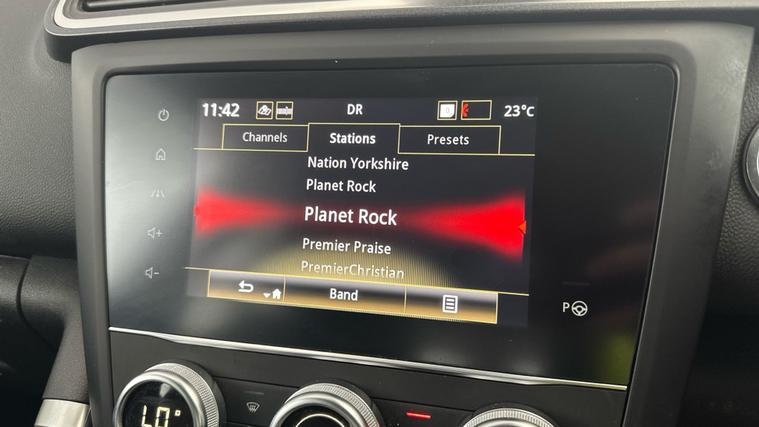 11:42 DR 23°C
Channels Stations Presets
Nation Yorkshire
Planet Rock
Planet Rock
Premier Praise
PremierChristian
Band
P